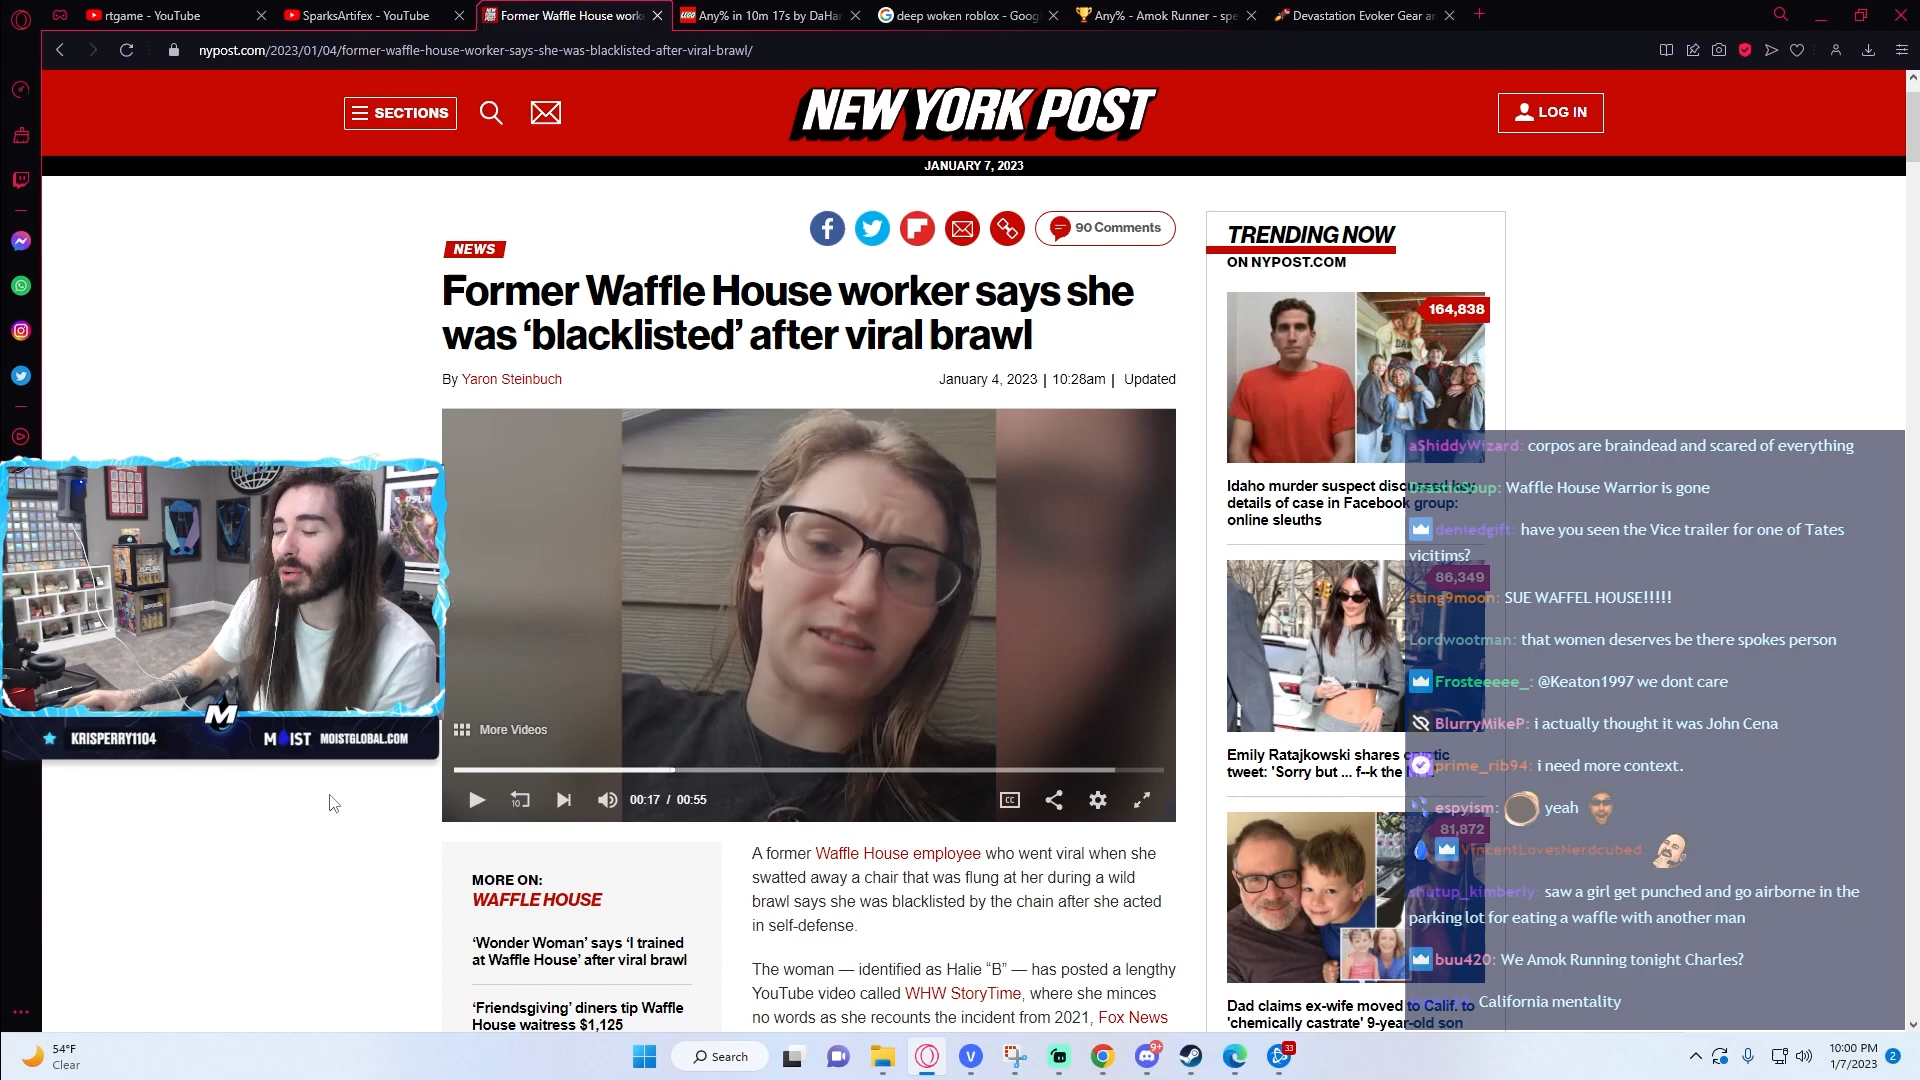 rtgame - YouTube
SparksArtifex - YouTube
Former Waffle House work
Any% in 10m 17s by DaHa
deep woken roblox - Goog
Any% - Amok Runner - spe
Devastation Evoker Gear a
nypost.com/2023/01/04/former-waffle-house-worker-says-she-was-blacklisted-after-viral-brawl/
SECTIONS
NEW YORK POST
LOG IN
JANUARY 7, 2023
90 Comments
NEWS
Former Waffle House worker says she
was ‘blacklisted’ after viral brawl
By Yaron Steinbuch
January 4, 2023 | 10:28am | Updated
More Videos
00:17 / 00:55
CC
MORE ON:
WAFFLE HOUSE
‘Wonder Woman’ says ‘I trained
at Waffle House’ after viral brawl
‘Friendsgiving’ diners tip Waffle
House waitress $1,125
A former Waffle House employee who went viral when she
swatted away a chair that was flung at her during a wild
brawl says she was blacklisted by the chain after she acted
in self-defense.
The woman — identified as Halie “B” — has posted a lengthy
YouTube video called WHW StoryTime, where she minces
no words as she recounts the incident from 2021, Fox News
TRENDING NOW
ON NYPOST.COM
164,838
Idaho murder suspect discussed key
details of case in Facebook group:
online sleuths
86,349
Emily Ratajkowski shares cryptic
tweet: 'Sorry but ... f--k the
81,872
Dad claims ex-wife moved to Calif. to
'chemically castrate' 9-year-old son
aShiddyWizard: corpos are braindead and scared of everything
DrasticSoup: Waffle House Warrior is gone
deniedgift: have you seen the Vice trailer for one of Tates
vicitims?
sting9moon: SUE WAFFEL HOUSE!!!!!
Lordwootman: that women deserves be there spokes person
Frosteeeee_: @Keaton1997 we dont care
BlurryMikeP: i actually thought it was John Cena
prime_rib94: i need more context.
espyism: yeah
VincentLovesNerdcubed:
shutup_kimberly: saw a girl get punched and go airborne in the
parking lot for eating a waffle with another man
buu420: We Amok Running tonight Charles?
California mentality
M
KRISPERRY1104
MOIST
MOISTGLOBAL.COM
54°F
Clear
Search
9+
33
10:00 PM
1/7/2023
2